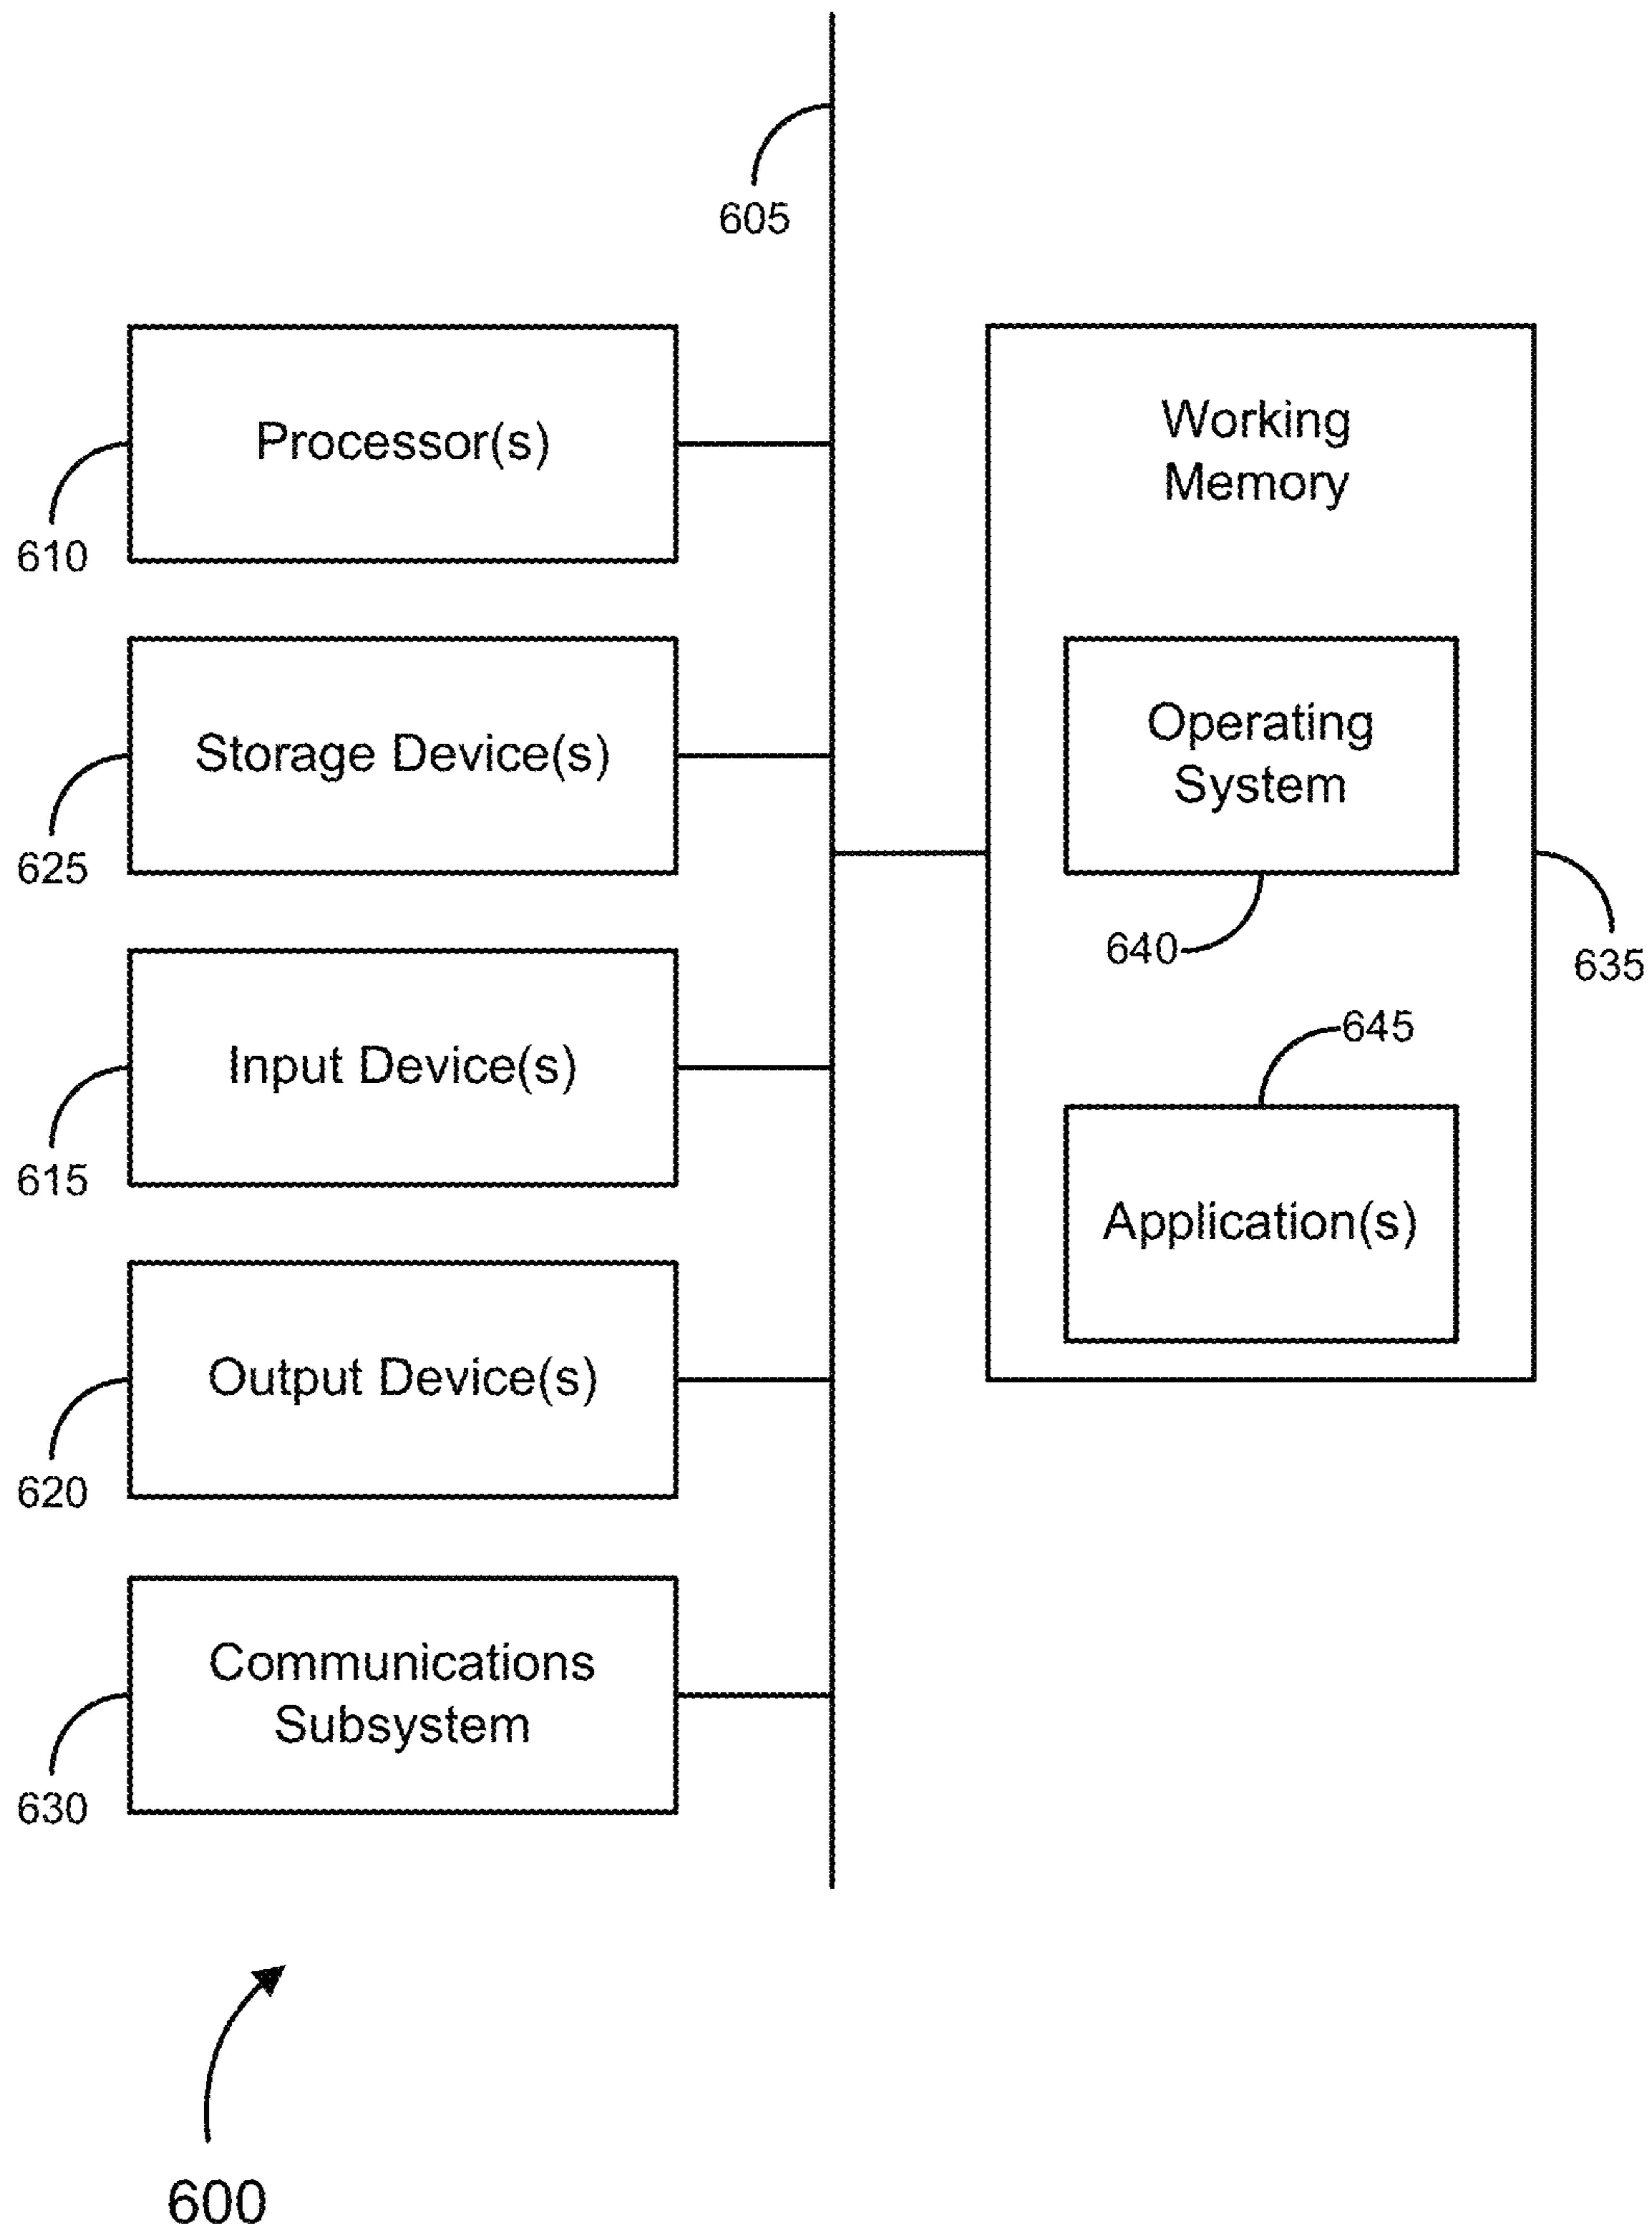 605
Processor(s)
610
Storage Device(s)
625
Input Device(s)
615
Output Device(s)
620
Communications
Subsystem
630
Working
Memory
Operating
System
640
635
645
Application(s)
600